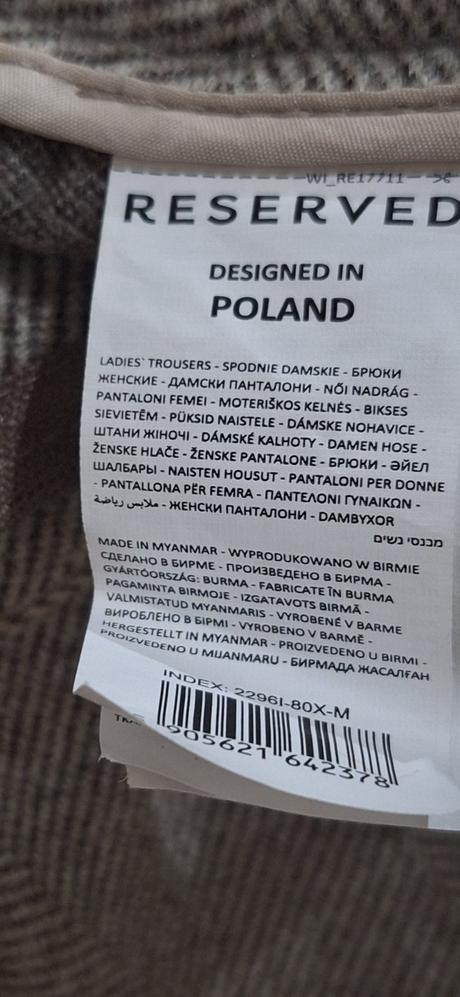 WI_RE17711
RESERVED
DESIGNED IN
POLAND
LADIES` TROUSERS - SPODNIE DAMSKIE - БРЮКИ
ЖЕНСКИЕ - ДАМСКИ ПАНТАЛОНИ - NŐI NADRÁG -
PANTALONI FEMEI - MOTERIŠKOS KELNĖS - BIKSES
SIEVIETĒM - PÜKSID NAISTELE - DÁMSKE NOHAVICE -
ШТАНИ ЖІНОЧІ - DÁMSKÉ KALHOTY - DAMEN HOSE -
ŽENSKE HLAČE - ŽENSKE PANTALONE - БРЮКИ - ӘЙЕЛ
ШАЛБАРЫ - NAISTEN HOUSUT - PANTALONI PER DONNE
- PANTALLONA PËR FEMRA - ΠΑΝΤΕΛΟΝΙ ΓΥΝΑΙΚΩΝ -
ملابس رياضة - ЖЕНСКИ ПАНТАЛОНИ - DAMBYXOR
מכנסי נשים
MADE IN MYANMAR - WYPRODUKOWANO W BIRMIE
СДЕЛАНО В БИРМЕ - ПРОИЗВЕДЕНО В БИРМА -
GYÁRTÓORSZÁG: BURMA - FABRICATE ÎN BURMA
PAGAMINTA BIRMOJE - IZGATAVOTS BIRMĀ -
VALMISTATUD MYANMARIS - VYROBENÉ V BARME
ВИРОБЛЕНО В БІРМІ - VYROBENO V BARMĚ -
HERGESTELLT IN MYANMAR - PROIZVEDENO U BIRMI -
PROIZVEDENO U MIJANMARU - БИРМАДА ЖАСАЛҒАН
INDEX: 2296I-80X-M
905621 642378